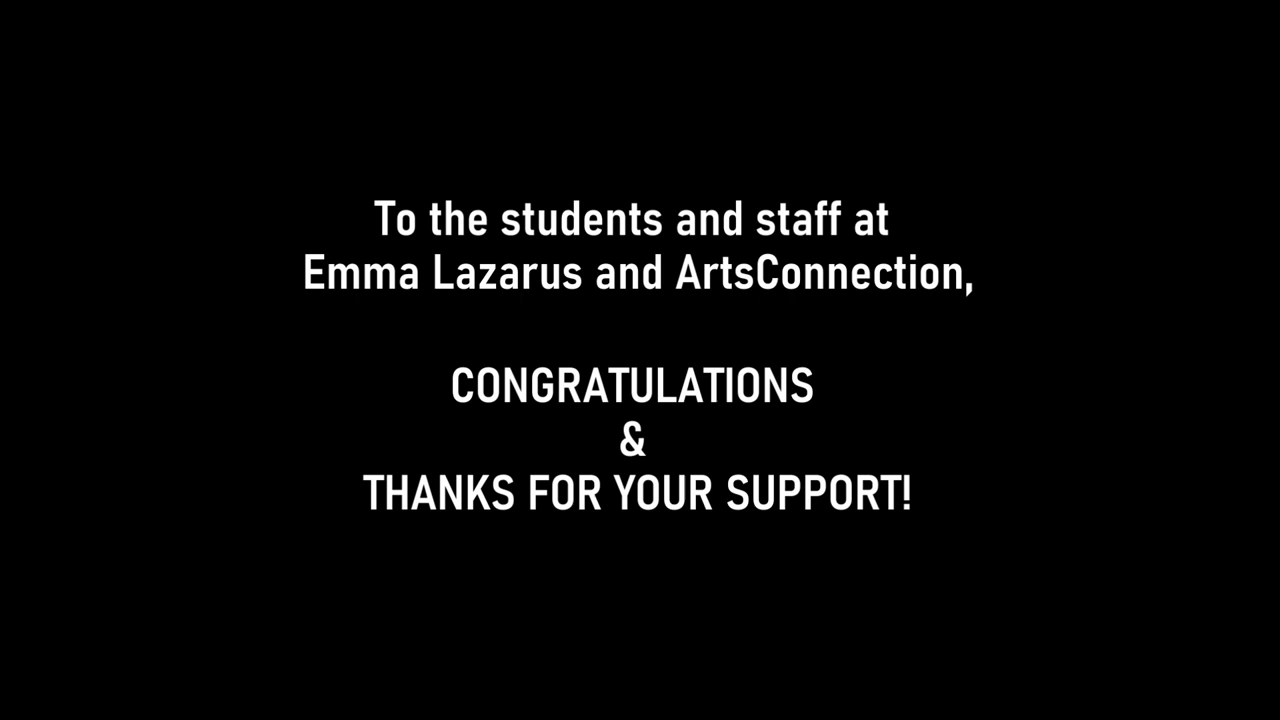 To the students and staff at
Emma Lazarus and ArtsConnection,
CONGRATULATIONS
&
THANKS FOR YOUR SUPPORT!